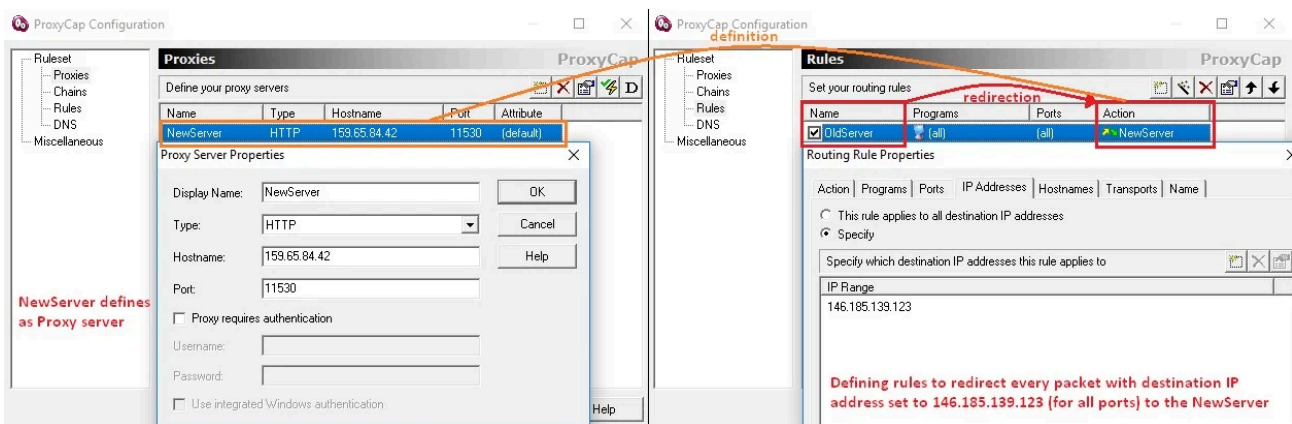 ProxyCap Configuration
Ruleset
Proxies
Chains
Rules
DNS
Miscellaneous
Proxies
ProxyCap
Define your proxy servers
D
Name Type Hostname Port Attribute
NewServer HTTP 159.65.84.42 11530 (default)
Proxy Server Properties
Display Name: NewServer
OK
Type: HTTP
Cancel
Hostname: 159.65.84.42
Help
Port: 11530
Proxy requires authentication
Username:
Password:
Use integrated Windows authentication
Help
NewServer defines
as Proxy server
ProxyCap Configuration
definition
Ruleset
Proxies
Chains
Rules
DNS
Miscellaneous
Rules
ProxyCap
Set your routing rules
redirection
Name Programs Ports Action
OldServer (all) (all) NewServer
Routing Rule Properties
Action Programs Ports IP Addresses Hostnames Transports Name
This rule applies to all destination IP addresses
Specify
Specify which destination IP addresses this rule applies to
IP Range
146.185.139.123
Defining rules to redirect every packet with destination IP
address set to 146.185.139.123 (for all ports) to the NewServer